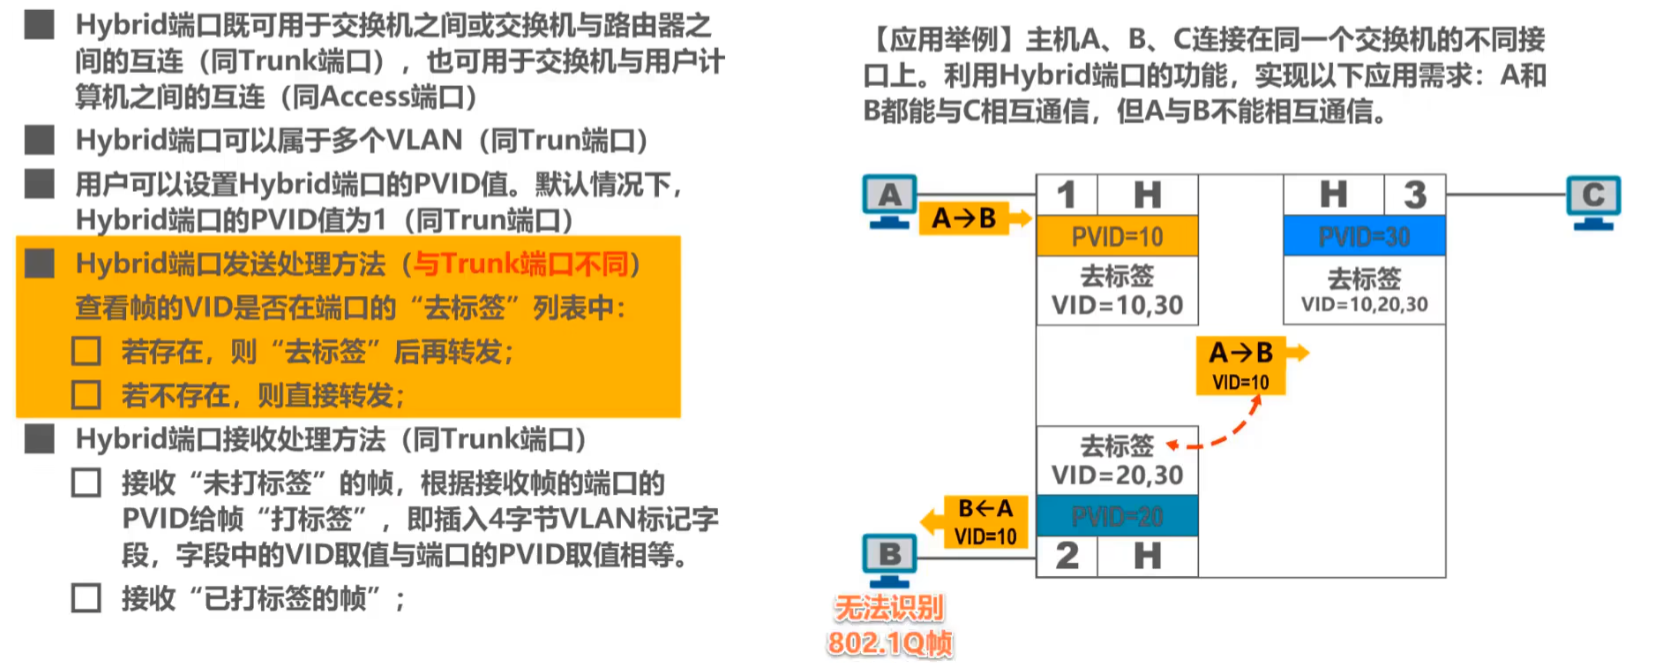 Hybrid端口既可用于交换机之间或交换机与路由器之
间的互连（同Trunk端口），也可用于交换机与用户计
算机之间的互连（同Access端口）
Hybrid端口可以属于多个VLAN（同Trun端口）
用户可以设置Hybrid端口的PVID值。默认情况下，
Hybrid端口的PVID值为1（同Trun端口）
Hybrid端口发送处理方法（与Trunk端口不同）
查看帧的VID是否在端口的“去标签”列表中：
若存在，则“去标签”后再转发；
若不存在，则直接转发；
Hybrid端口接收处理方法（同Trunk端口）
接收“未打标签”的帧，根据接收帧的端口的
PVID给帧“打标签”，即插入4字节VLAN标记字
段，字段中的VID取值与端口的PVID取值相等。
接收“已打标签的帧”；
【应用举例】主机A、B、C连接在同一个交换机的不同接
口上。利用Hybrid端口的功能，实现以下应用需求：A和
B都能与C相互通信，但A与B不能相互通信。
A
A→B
1 H
PVID=10
去标签
VID=10,30
H 3
PVID=30
去标签
VID=10,20,30
C
A→B
VID=10
去标签
VID=20,30
PVID=20
2 H
B←A
VID=10
B
无法识别
802.1Q帧